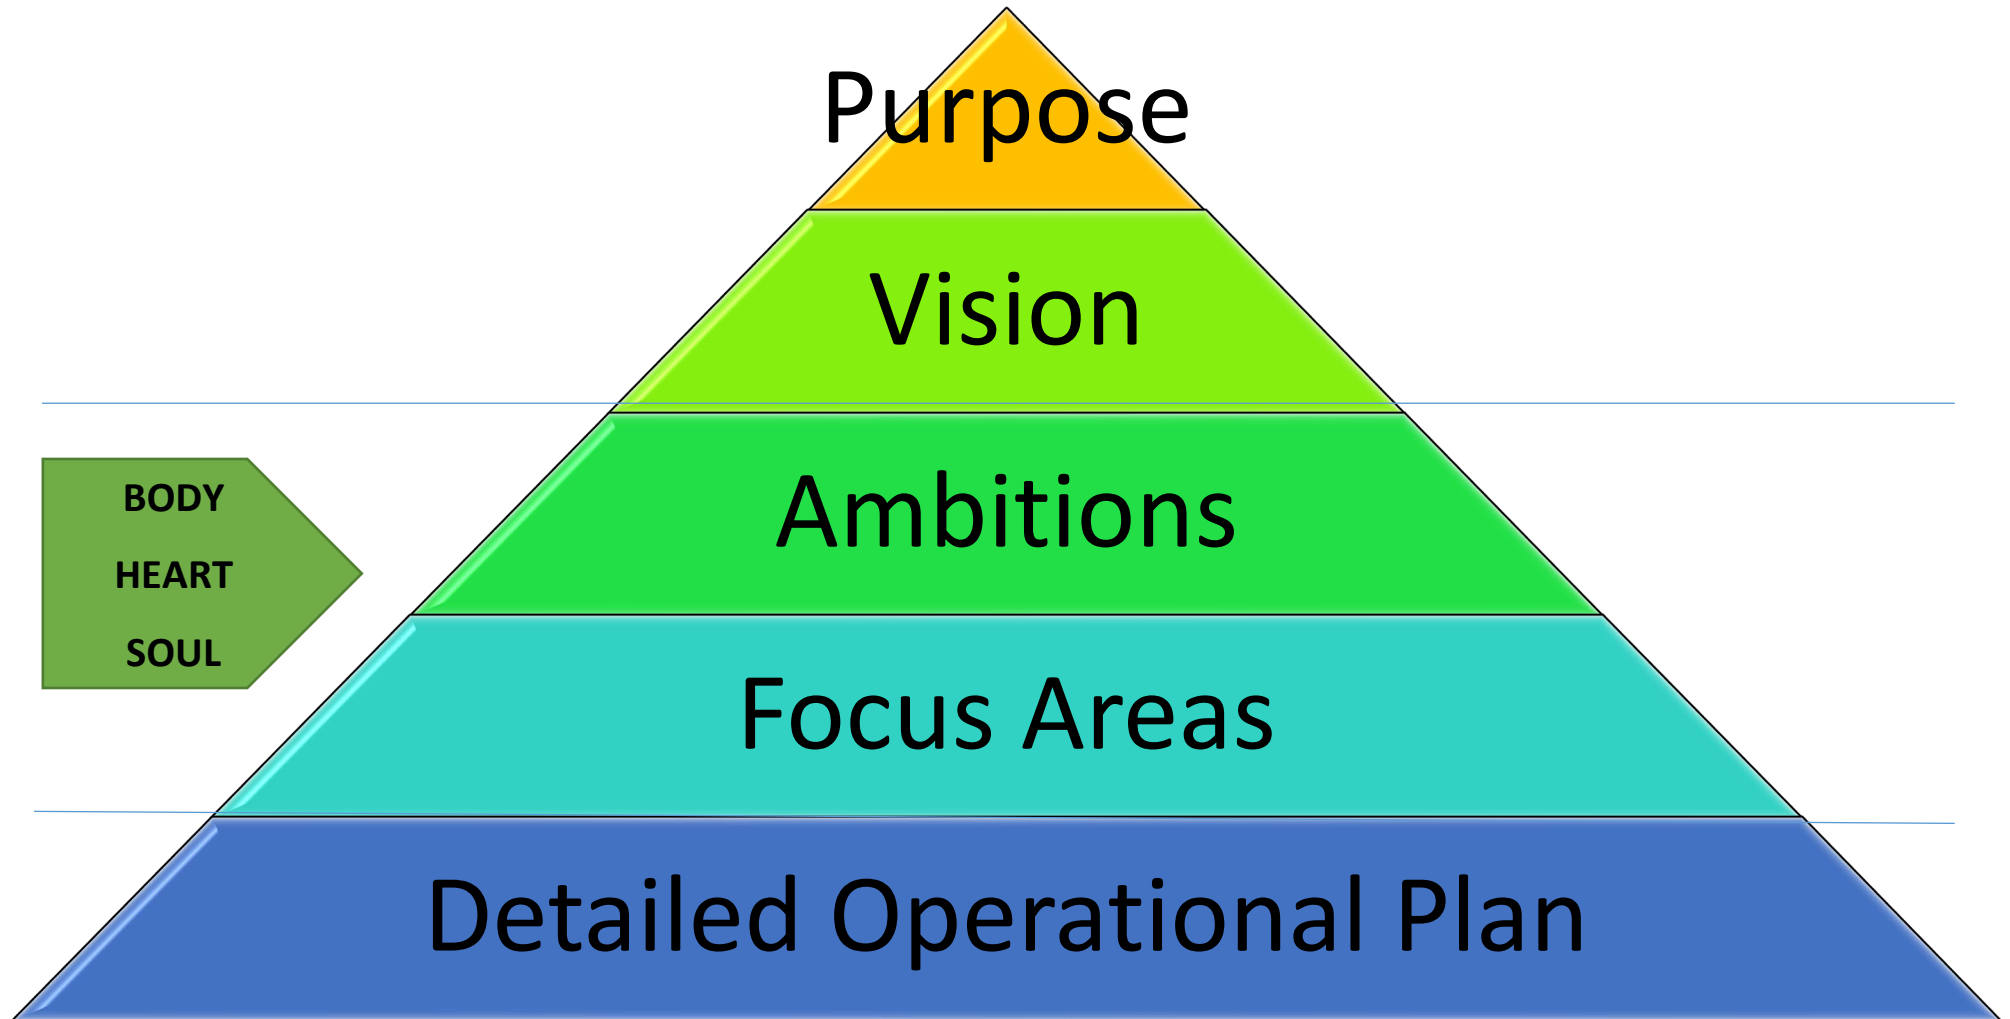 Purpose
Vision
Ambitions
BODY
HEART
SOUL
Focus Areas
Detailed Operational Plan